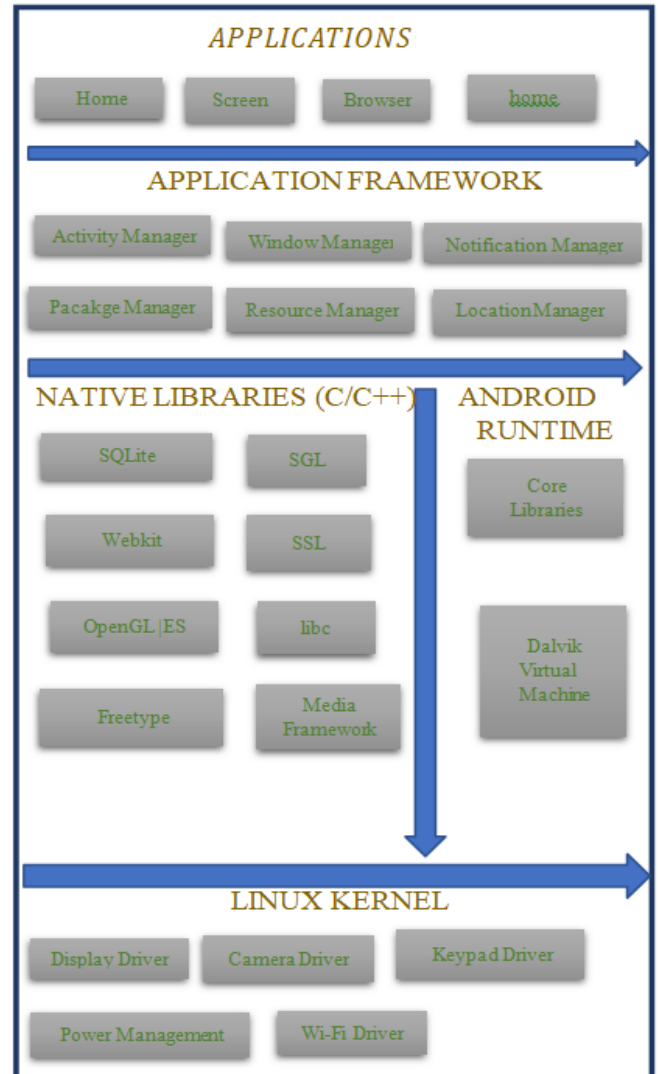 APPLICATIONS
Home Screen Browser home
APPLICATION FRAMEWORK
Activity Manager Window Manager Notification Manager
Pacakge Manager Resource Manager Location Manager
NATIVE LIBRARIES (C/C++)
SQLite SGL
Webkit SSL
OpenGL|ES libc
Freetype Media
Framework
ANDROID
RUNTIME
Core
Libraries
Dalvik
Virtual
Machine
LINUX KERNEL
Display Driver Camera Driver Keypad Driver
Power Management Wi-Fi Driver